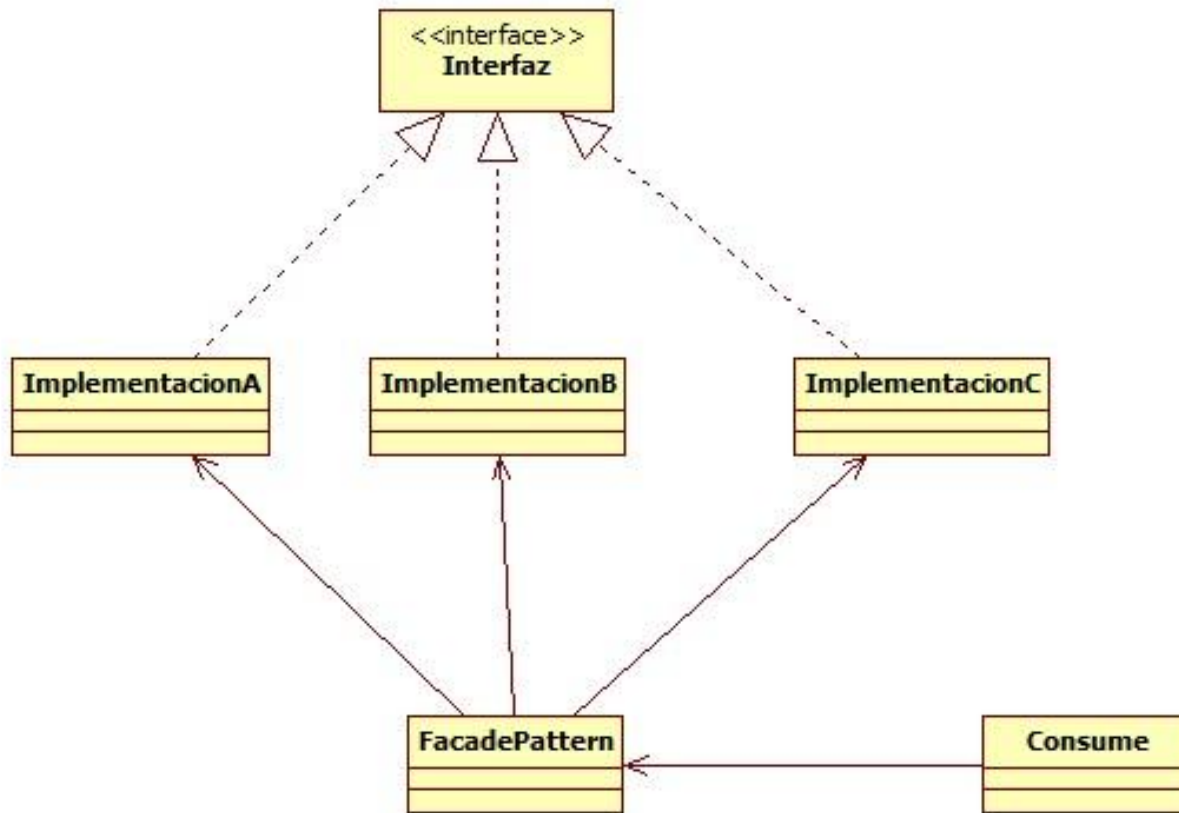 <<interface>>
Interfaz
ImplementacionA
ImplementacionB
ImplementacionC
FacadePattern
Consume